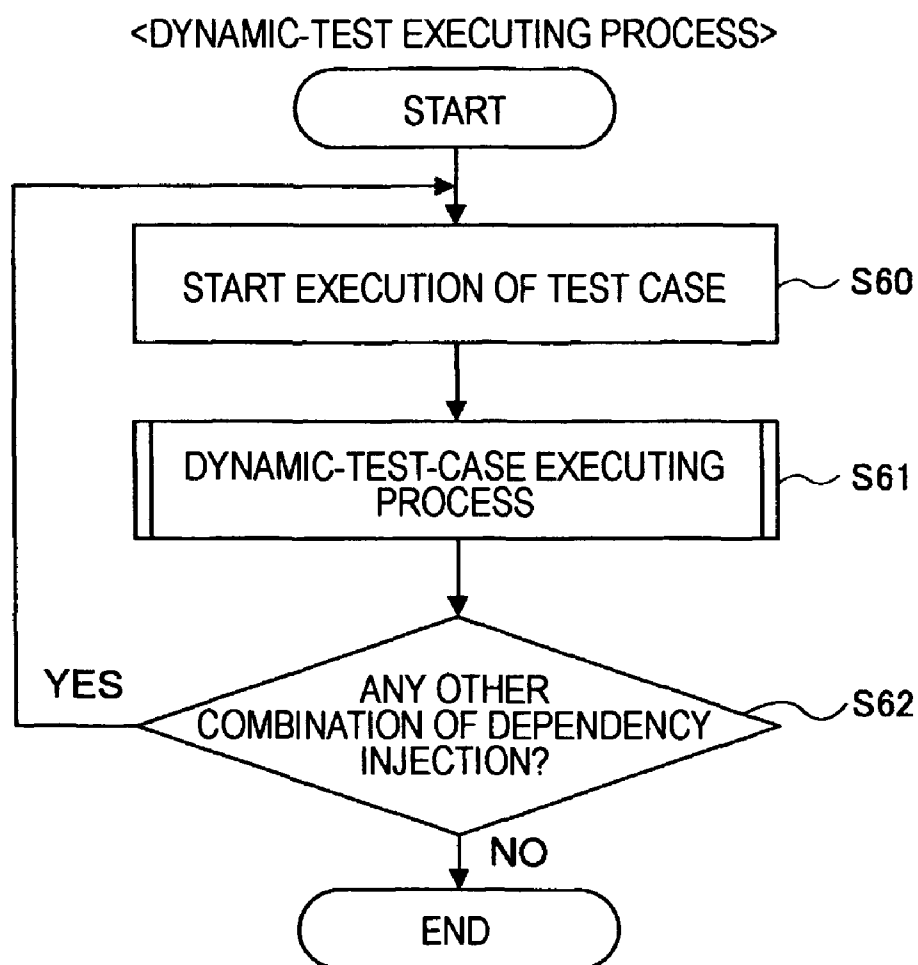 <DYNAMIC-TEST EXECUTING PROCESS>
START
START EXECUTION OF TEST CASE
S60
DYNAMIC-TEST-CASE EXECUTING
PROCESS
S61
YES
ANY OTHER
COMBINATION OF DEPENDENCY
INJECTION?
S62
NO
END